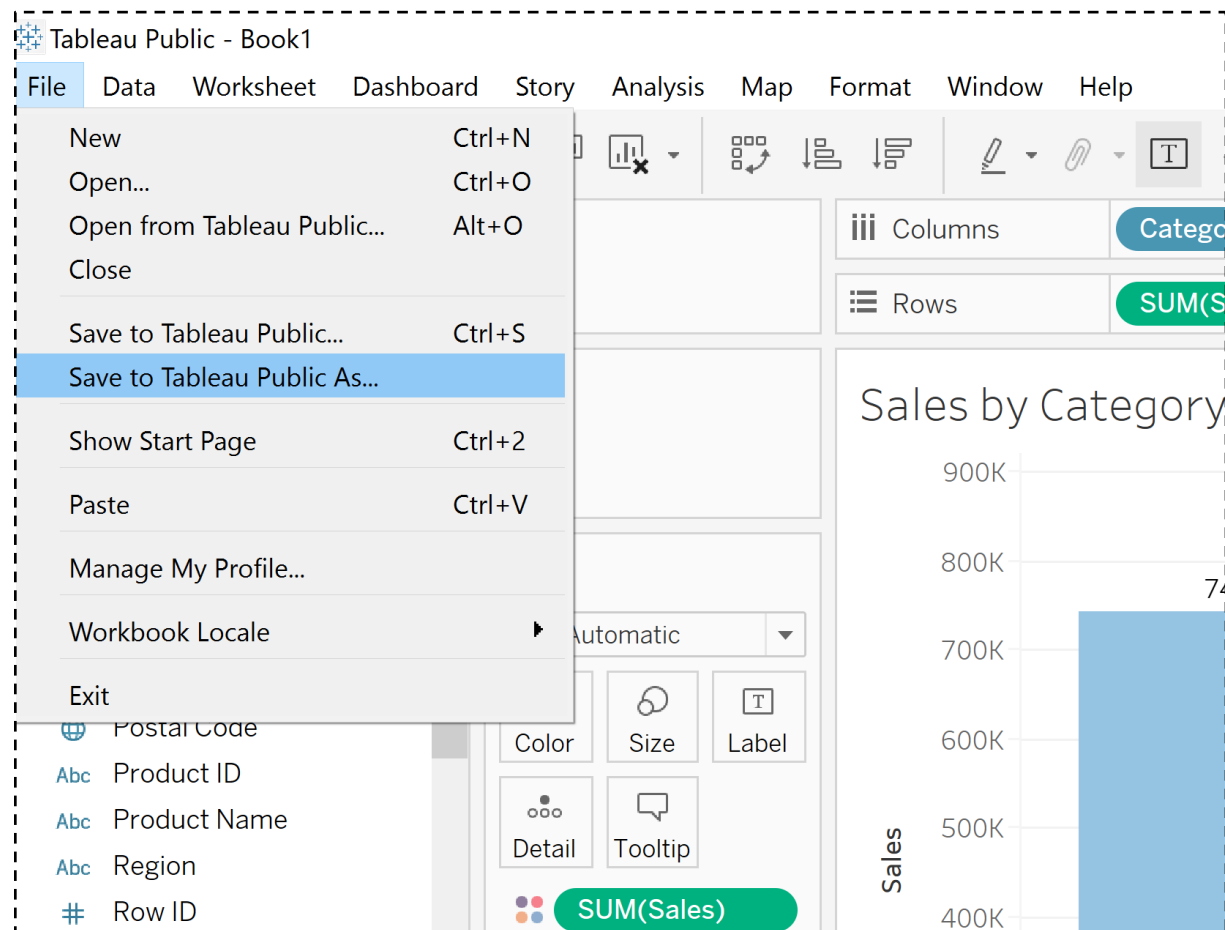 Tableau Public - Book1
File Data Worksheet Dashboard Story Analysis Map Format Window Help
New Ctrl+N
Open... Ctrl+O
Open from Tableau Public... Alt+O
Close
Save to Tableau Public... Ctrl+S
Save to Tableau Public As...
Show Start Page Ctrl+2
Paste Ctrl+V
Manage My Profile...
Workbook Locale
Exit
Postal Code
Abc Product ID
Abc Product Name
Abc Region
Row ID
Automatic
Color Size Label
Detail Tooltip
SUM(Sales)
Columns Catego
Rows SUM(S
Sales by Category
900K
800K
74
700K
600K
500K
400K
Sales